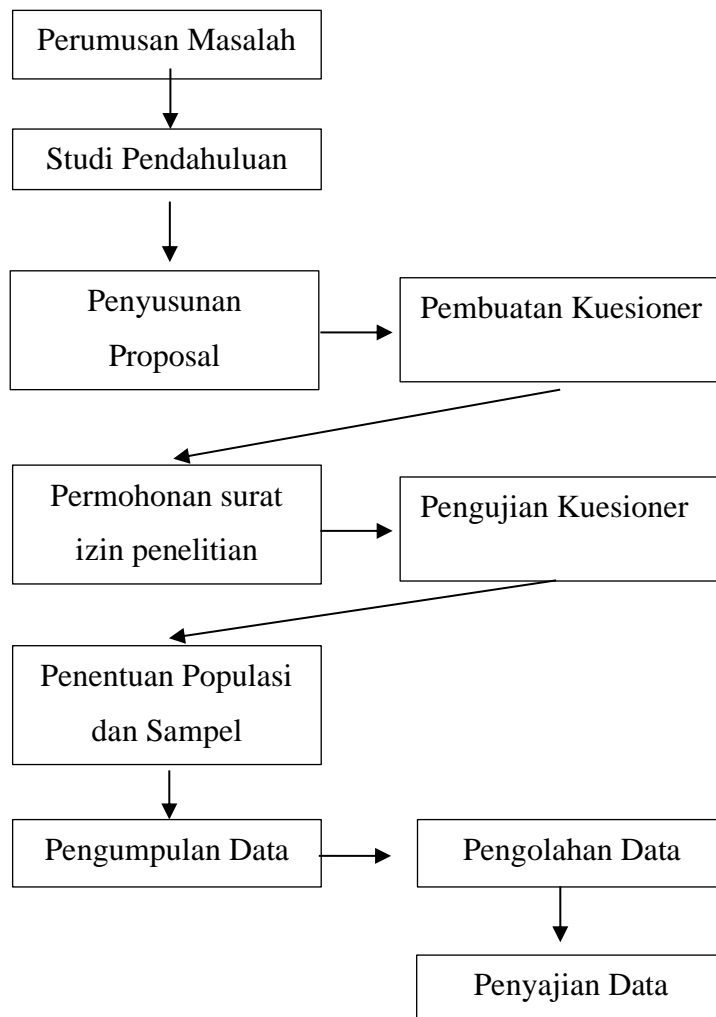 Perumusan Masalah
Studi Pendahuluan
Penyusunan
Proposal
Pembuatan Kuesioner
Permohonan surat
izin penelitian
Pengujian Kuesioner
Penentuan Populasi
dan Sampel
Pengumpulan Data
Pengolahan Data
Penyajian Data